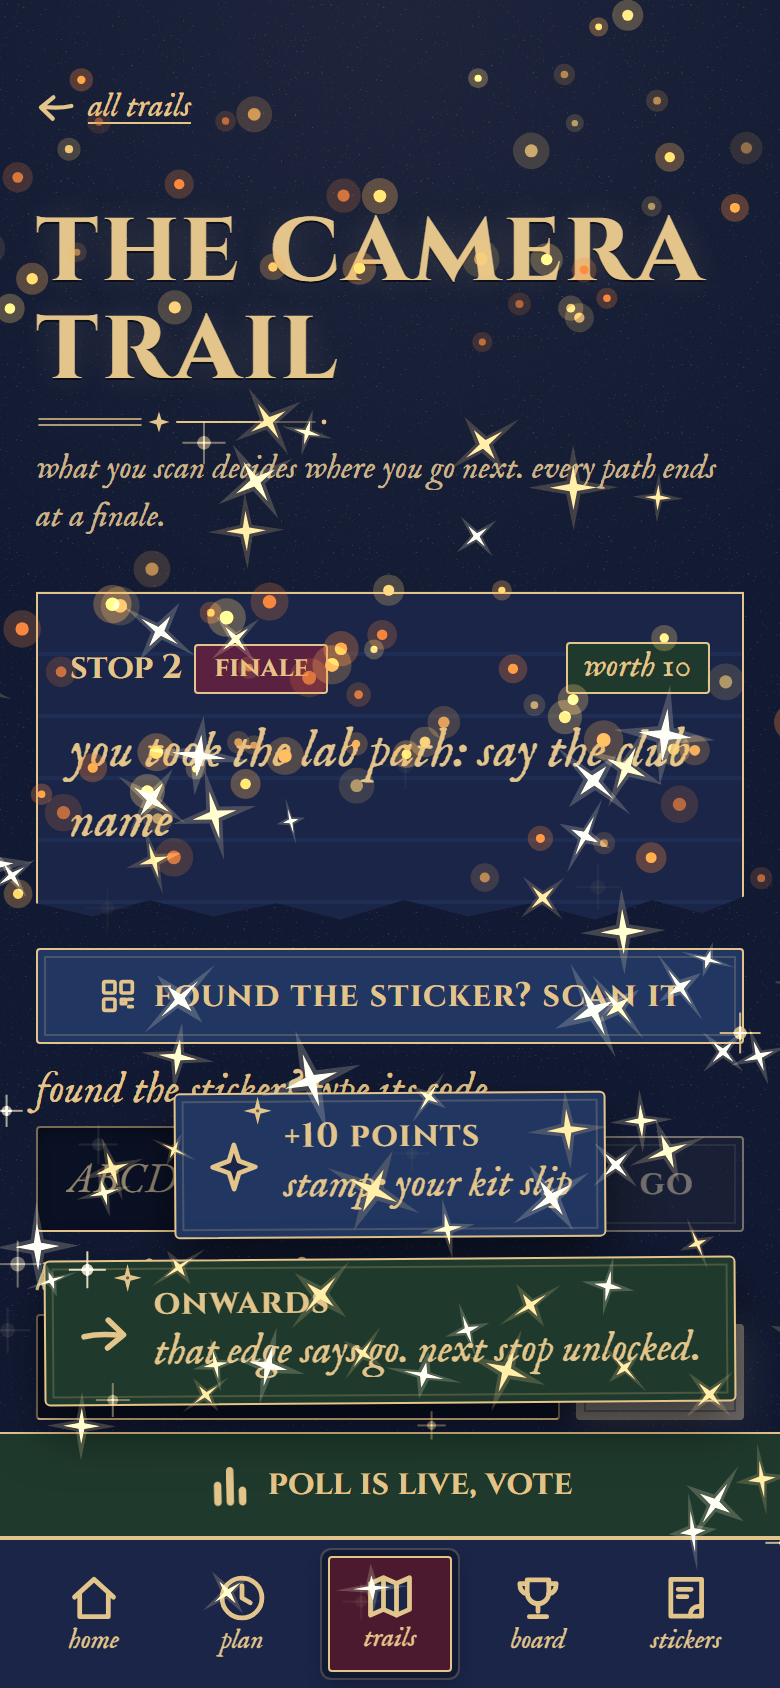 all trails
THE CAMERA
TRAIL
what you scan decides where you go next. every path ends
at a finale.
STOP 2 FINALE worth 10
you took the lab path: say the club
name
FOUND THE STICKER? SCAN IT
found the sticker? type its code
ABCD GO
+10 POINTS
stamp your kit slip
ONWARDS
that edge says go. next stop unlocked.
POLL IS LIVE, VOTE
home plan trails board stickers